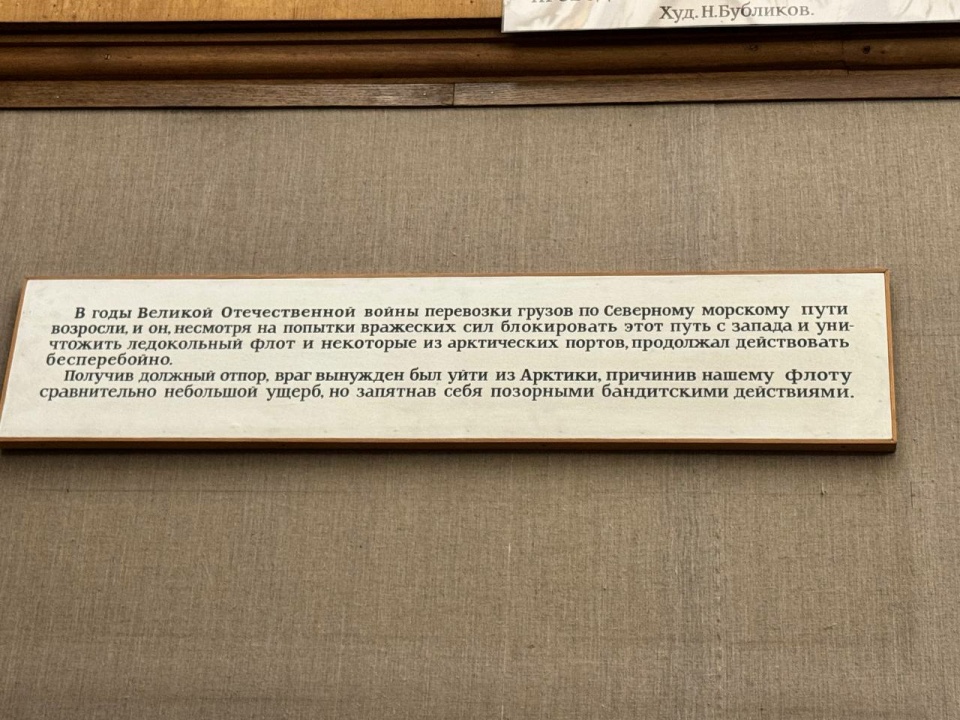 Худ. Н.Бубликов.
В годы Великой Отечественной войны перевозки грузов по Северному морскому пути
возросли, и он, несмотря на попытки вражеских сил блокировать этот путь с запада и уни-
чтожить ледокольный флот и некоторые из арктических портов, продолжал действовать
бесперебойно.
Получив должный отпор, враг вынужден был уйти из Арктики, причинив нашему флоту
сравнительно небольшой ущерб, но запятнав себя позорными бандитскими действиями.